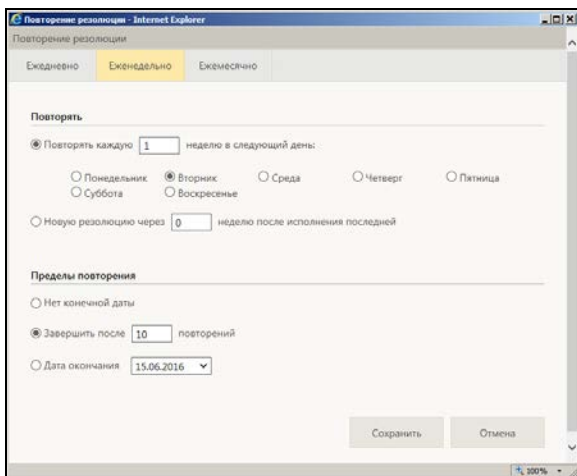 Повторение резолюции - Internet Explorer
Повторение резолюции
Ежедневно Еженедельно Ежемесячно
Повторять
Повторять каждую 1 неделю в следующий день:
Понедельник Вторник Среда Четверг Пятница
Суббота Воскресенье
Новую резолюцию через 0 неделю после исполнения последней
Пределы повторения
Нет конечной даты
Завершить после 10 повторений
Дата окончания 15.06.2016
Сохранить Отмена
100%